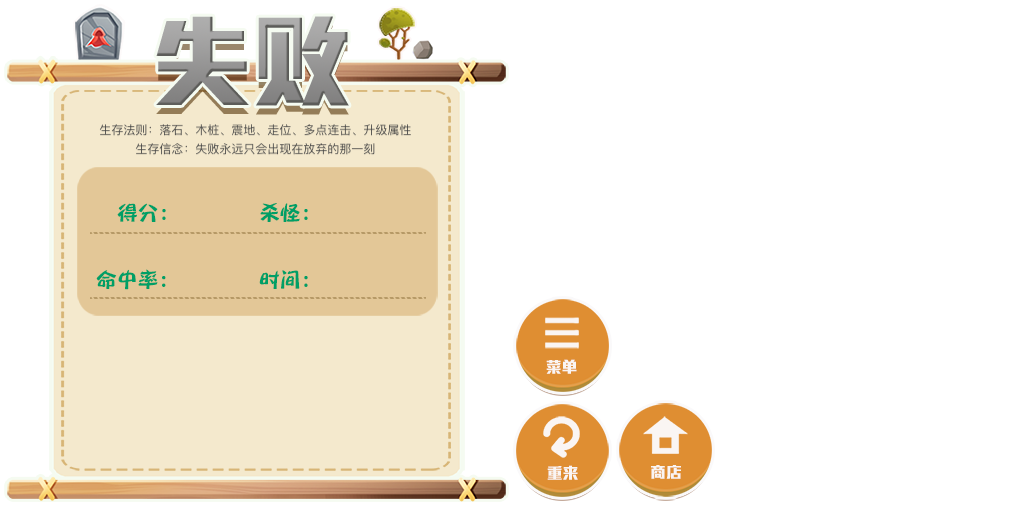 失败
生存法则：落石、木桩、震地、走位、多点连击、升级属性
生存信念：失败永远只会出现在放弃的那一刻
得分： 杀怪：
命中率： 时间：
菜单
重来 商店